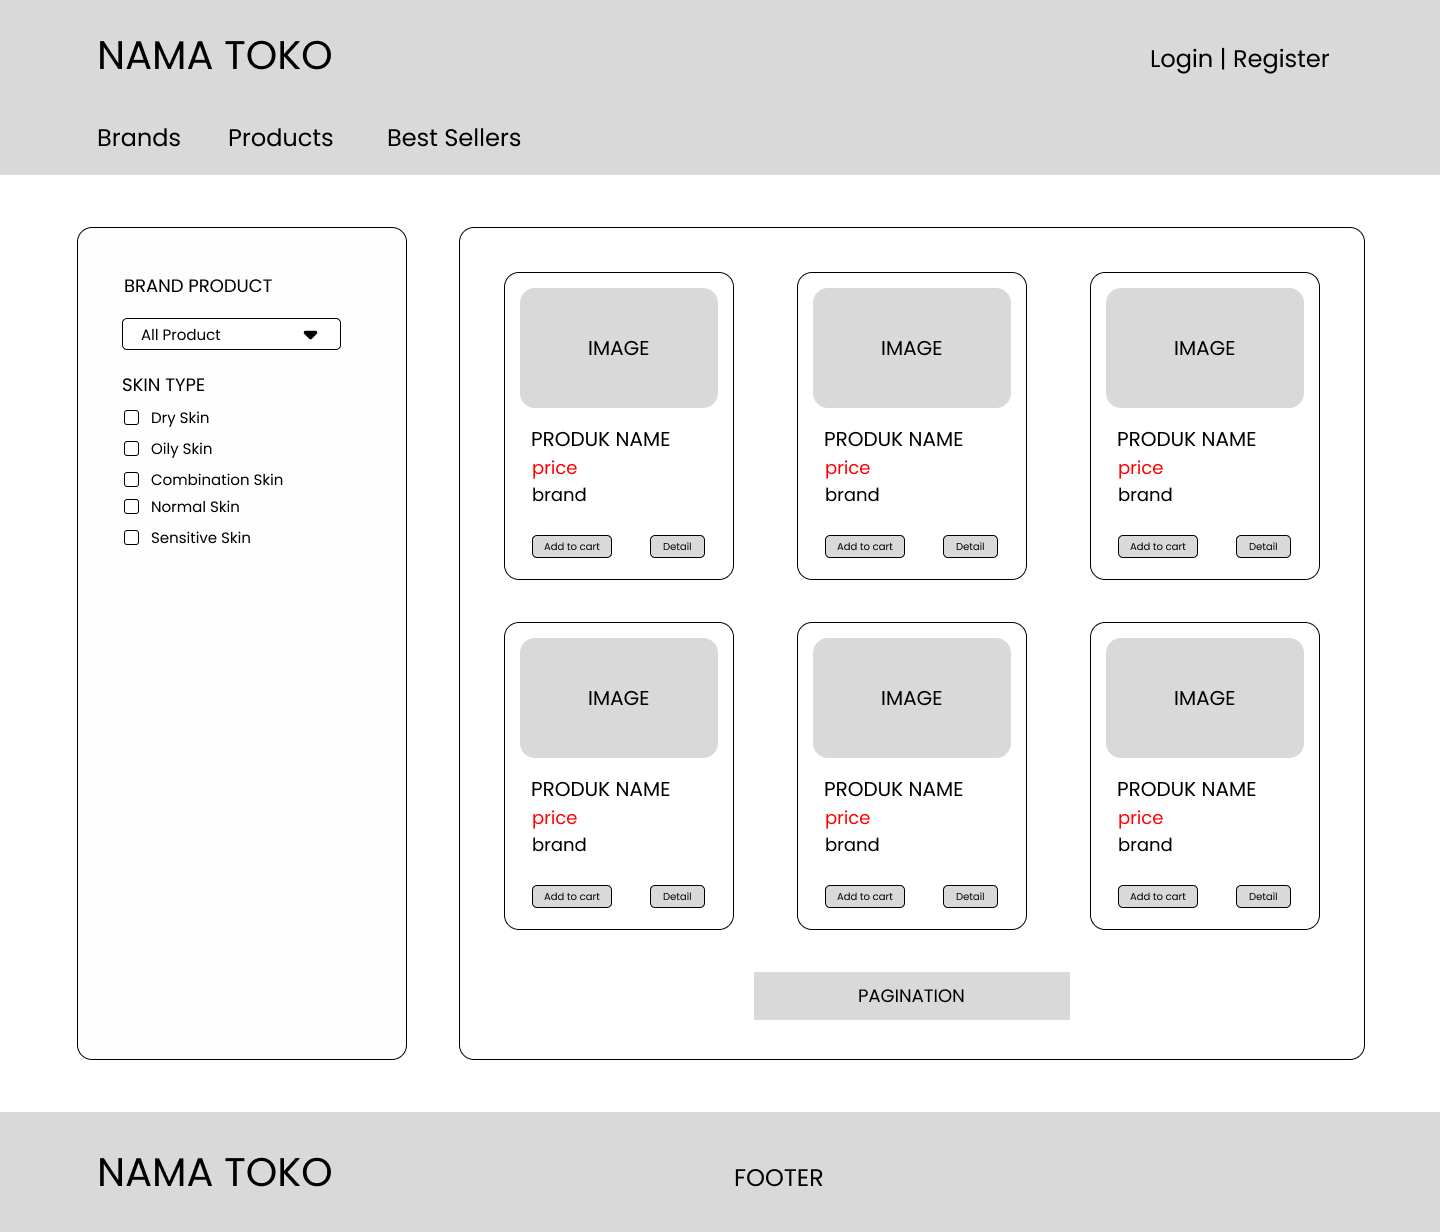 NAMA TOKO
Login | Register
Brands
Products
Best Sellers
BRAND PRODUCT
All Product
SKIN TYPE
Dry Skin
Oily Skin
Combination Skin
Normal Skin
Sensitive Skin
IMAGE
PRODUK NAME
price
brand
Add to cart
Detail
IMAGE
PRODUK NAME
price
brand
Add to cart
Detail
IMAGE
PRODUK NAME
price
brand
Add to cart
Detail
IMAGE
PRODUK NAME
price
brand
Add to cart
Detail
IMAGE
PRODUK NAME
price
brand
Add to cart
Detail
IMAGE
PRODUK NAME
price
brand
Add to cart
Detail
PAGINATION
NAMA TOKO
FOOTER